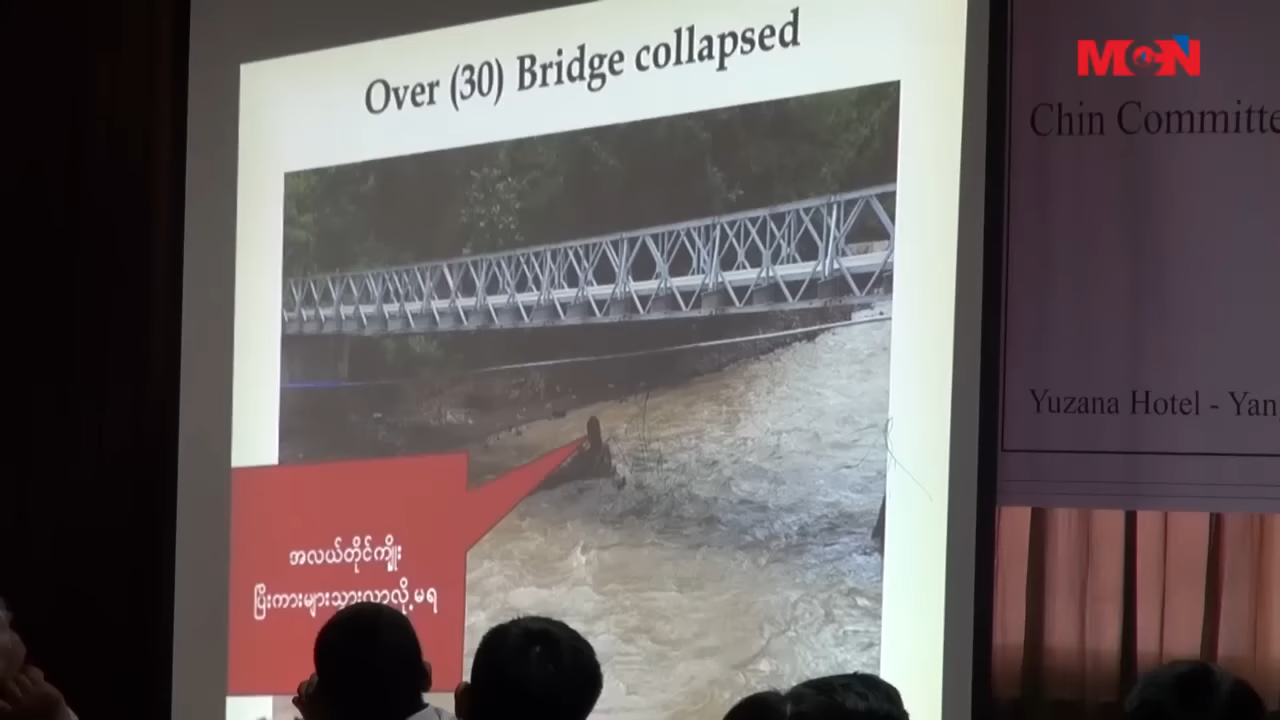 Over (30) Bridge collapsed
MCN
Chin Committe
Yuzana Hotel - Yan
အလယ်တိုင်ကျိုး
ပြီးကားများသွားလာလို့မရ